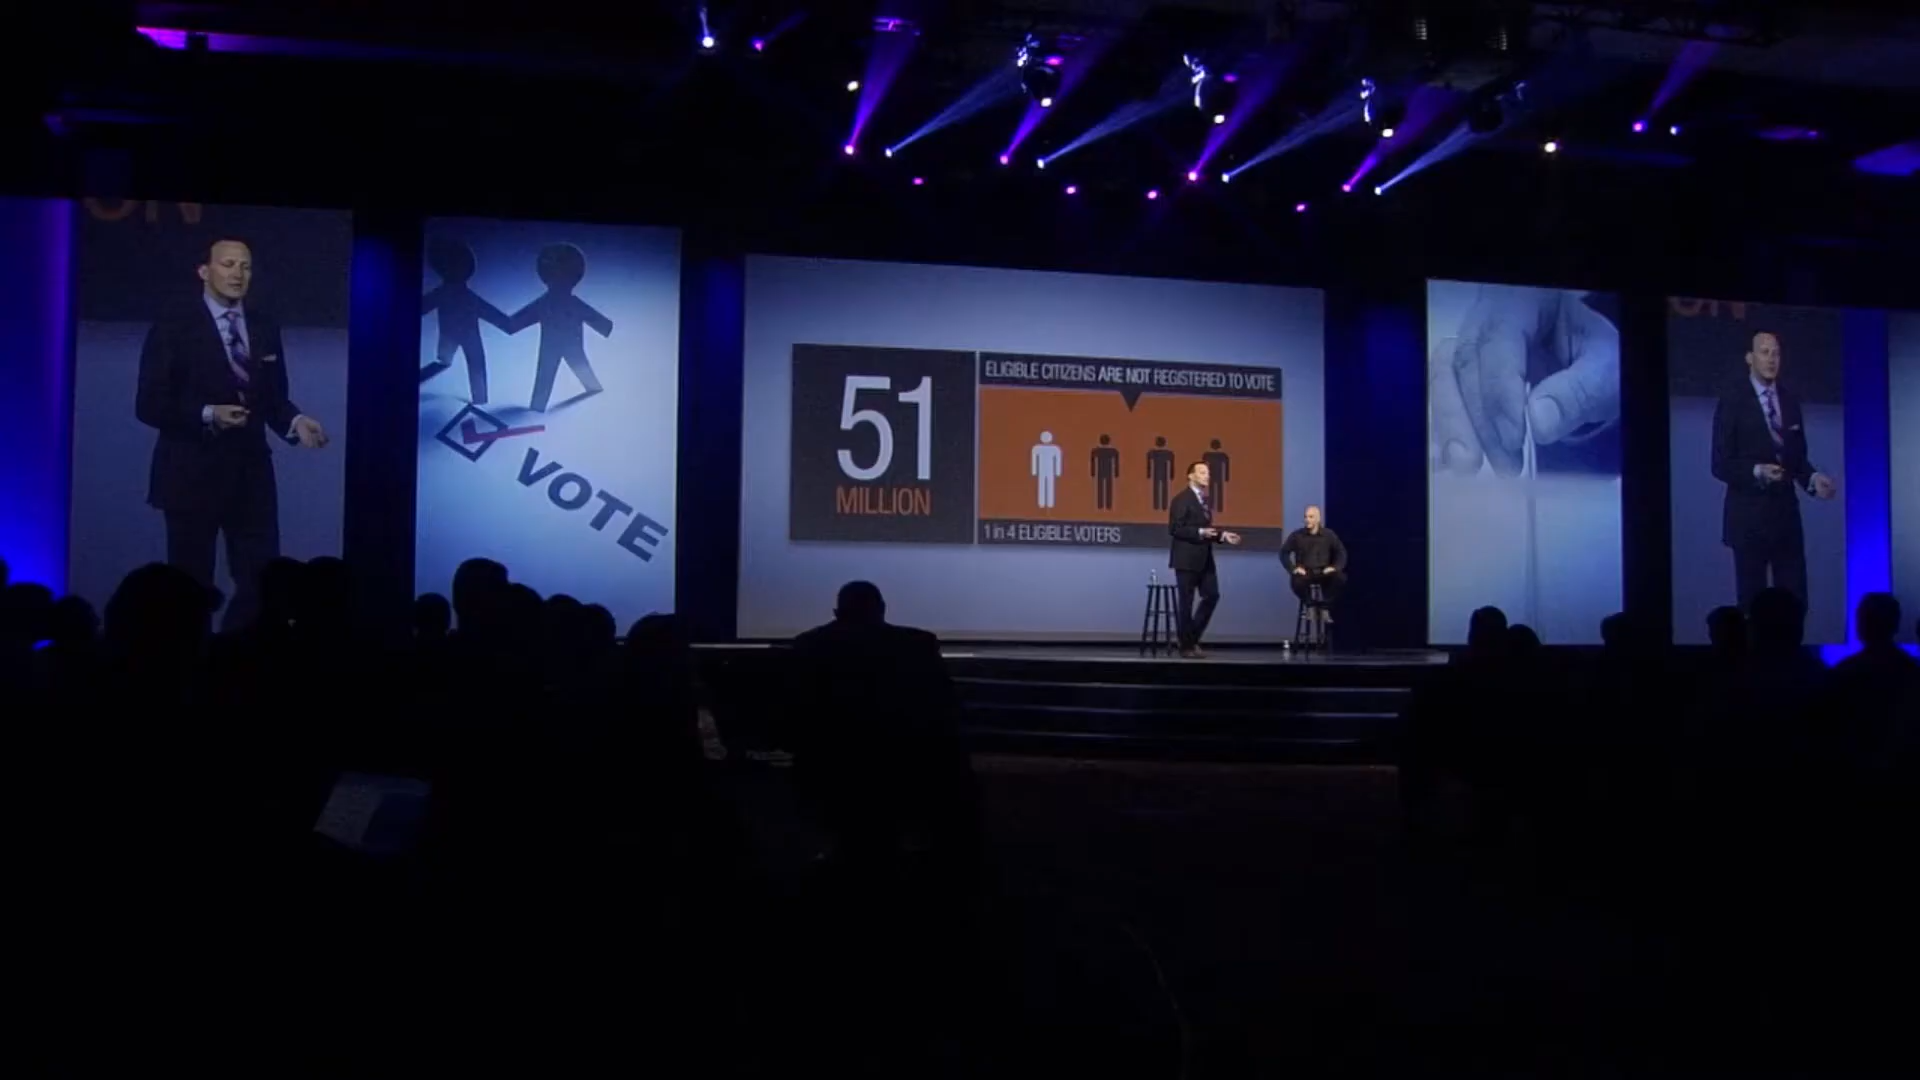 VOTE
51
MILLION
ELIGIBLE CITIZENS ARE NOT REGISTERED TO VOTE
1 in 4 ELIGIBLE VOTERS